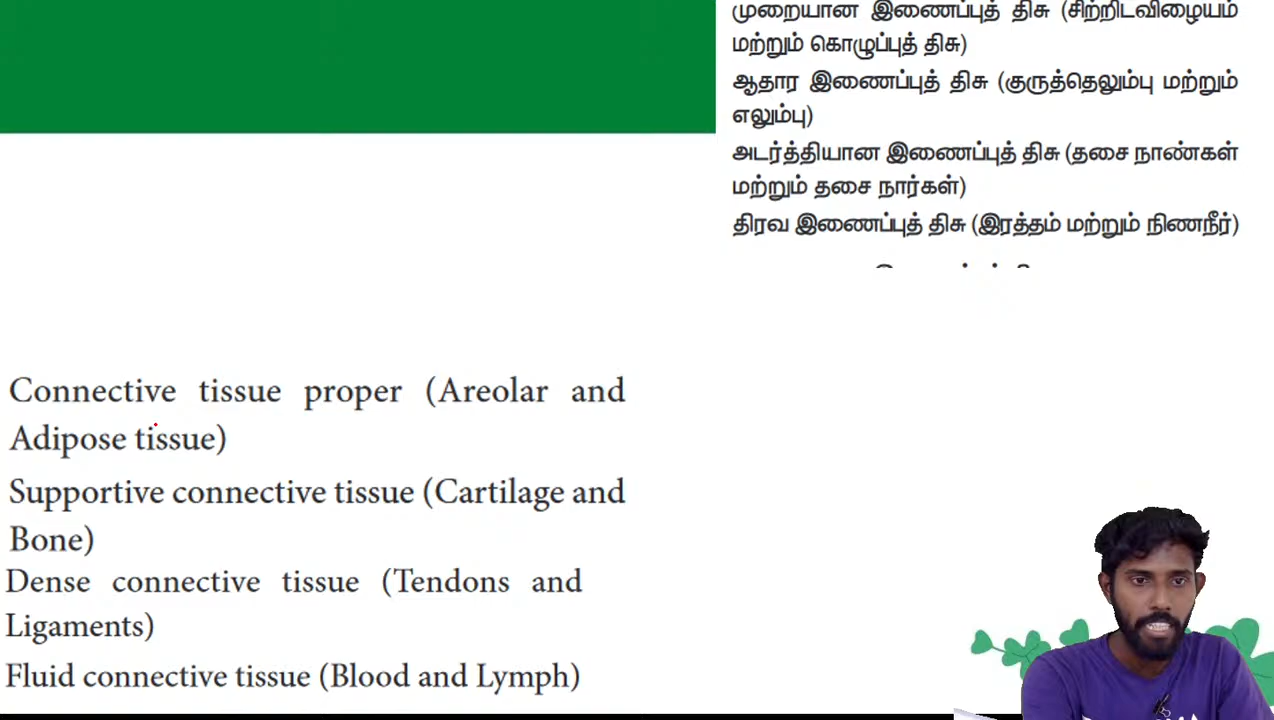 முறையான இணைப்புத் திசு (சிற்றிடவிழையம்
மற்றும் கொழுப்புத் திசு)
ஆதார இணைப்புத் திசு (குருத்தெலும்பு மற்றும்
எலும்பு)
அடர்த்தியான இணைப்புத் திசு (தசை நாண்கள்
மற்றும் தசை நார்கள்)
திரவ இணைப்புத் திசு (இரத்தம் மற்றும் நிணநீர்)
Connective tissue proper (Areolar and
Adipose tissue)
Supportive connective tissue (Cartilage and
Bone)
Dense connective tissue (Tendons and
Ligaments)
Fluid connective tissue (Blood and Lymph)